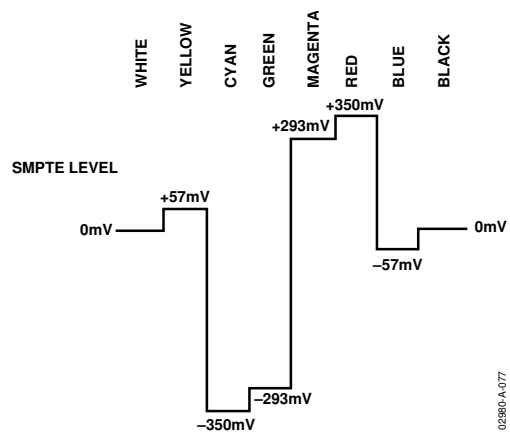 WHITE
YELLOW
CYAN
GREEN
MAGENTA
RED
BLUE
BLACK
SMPTE LEVEL
0mV
+57mV
–350mV
–293mV
+293mV
+350mV
–57mV
0mV
02980-A-077